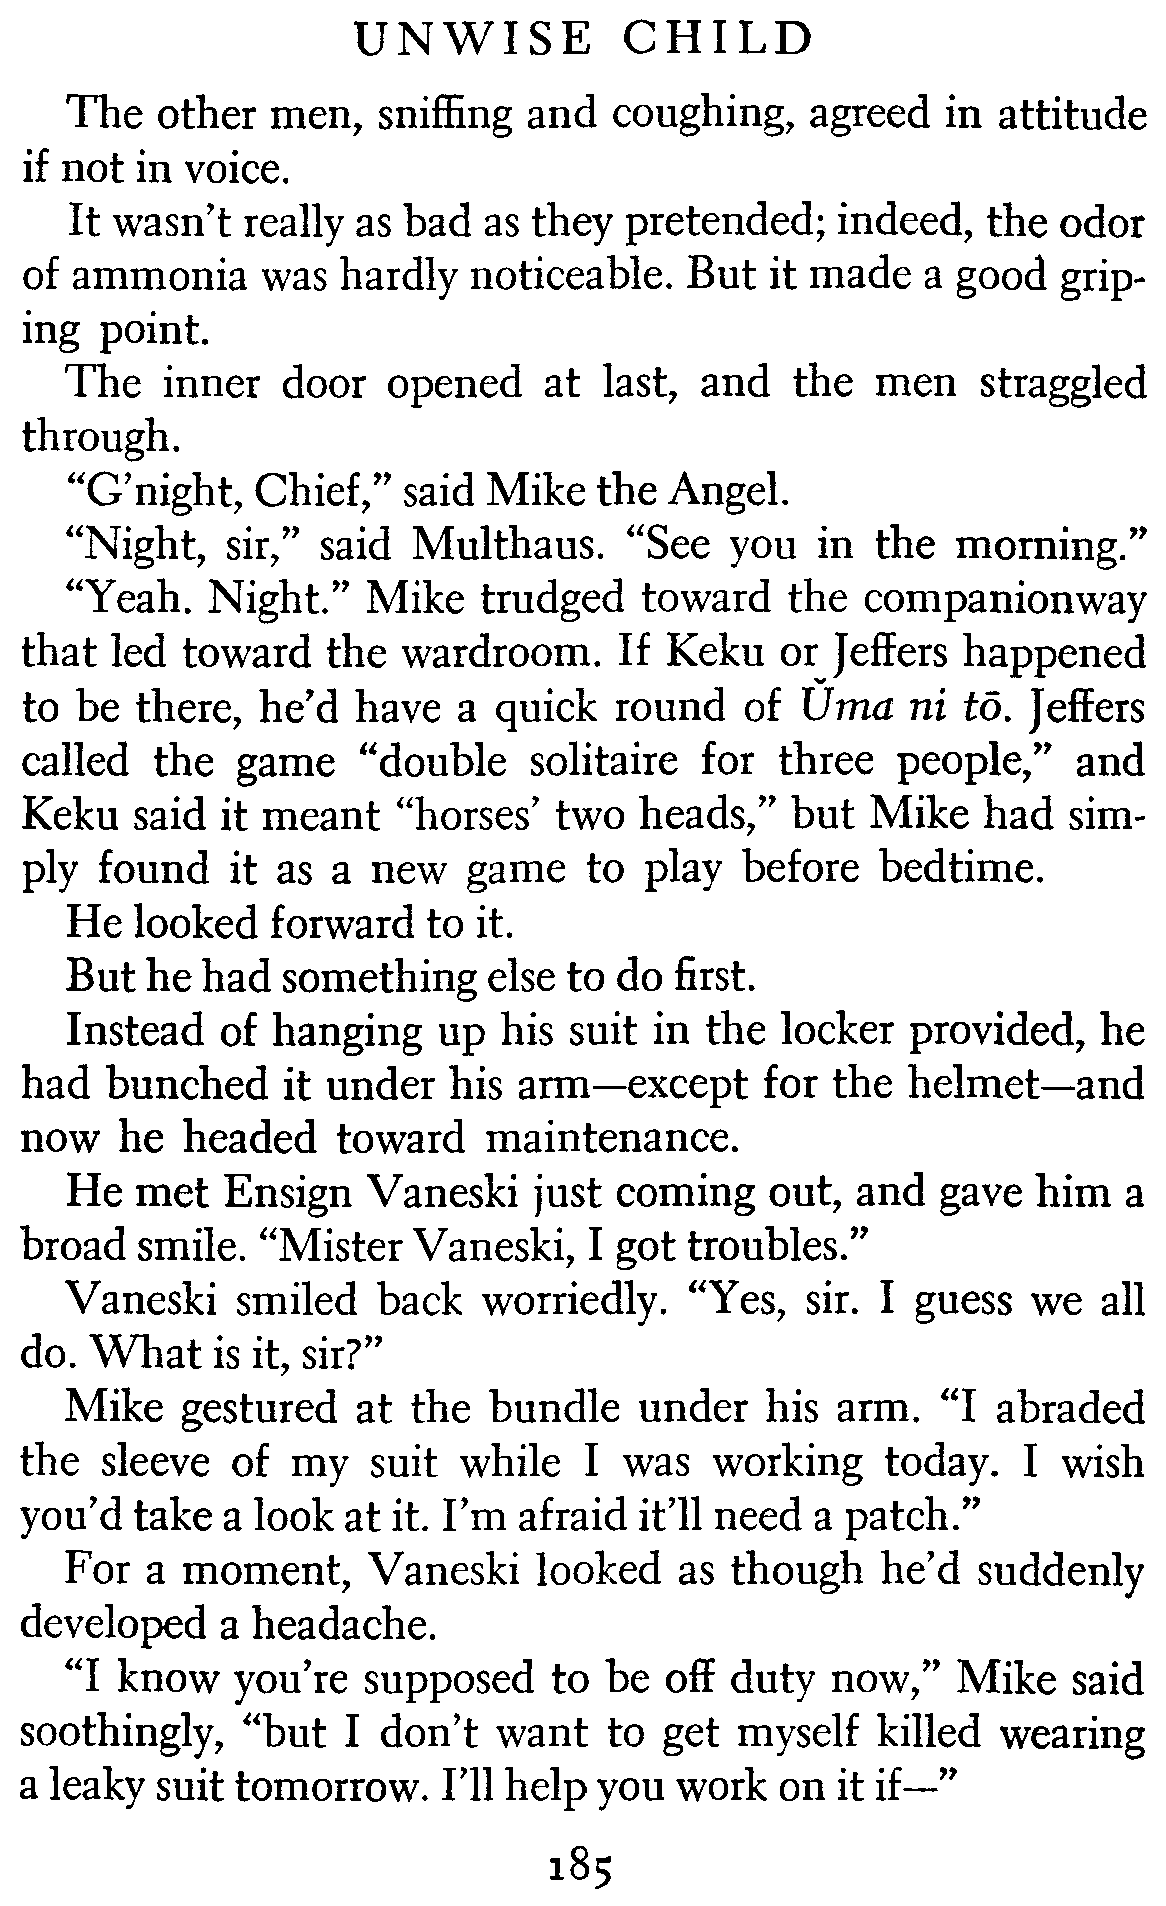 UNWISE CHILD
The other men, sniffing and coughing, agreed in attitude
if not in voice.
It wasn't really as bad as they pretended; indeed, the odor
of ammonia was hardly noticeable. But it made a good grip-
ing point.
The inner door opened at last, and the men straggled
through.
“G'night, Chief,” said Mike the Angel.
“Night, sir,” said Multhaus. “See you in the morning.”
“Yeah. Night.” Mike trudged toward the companionway
that led toward the wardroom. If Keku or Jeffers happened
to be there, he'd have a quick round of Ŭma ni tō. Jeffers
called the game “double solitaire for three people,” and
Keku said it meant “horses' two heads,” but Mike had sim-
ply found it as a new game to play before bedtime.
He looked forward to it.
But he had something else to do first.
Instead of hanging up his suit in the locker provided, he
had bunched it under his arm—except for the helmet—and
now he headed toward maintenance.
He met Ensign Vaneski just coming out, and gave him a
broad smile. “Mister Vaneski, I got troubles.”
Vaneski smiled back worriedly. “Yes, sir. I guess we all
do. What is it, sir?”
Mike gestured at the bundle under his arm. “I abraded
the sleeve of my suit while I was working today. I wish
you'd take a look at it. I'm afraid it'll need a patch.”
For a moment, Vaneski looked as though he'd suddenly
developed a headache.
“I know you're supposed to be off duty now,” Mike said
soothingly, “but I don't want to get myself killed wearing
a leaky suit tomorrow. I'll help you work on it if—”
185